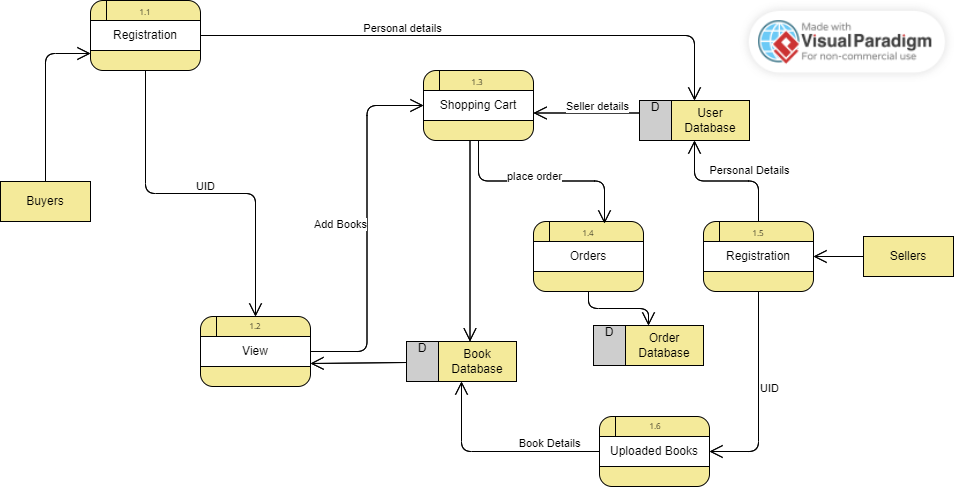 1.1
Registration
Personal details
Made with
VisualParadigm
For non-commercial use
1.3
Shopping Cart
Seller details
D
User
Database
Buyers
UID
place order
Personal Details
Add Books
1.4
Orders
1.5
Registration
Sellers
1.2
View
D
Book
Database
D
Order
Database
UID
Book Details
1.6
Uploaded Books